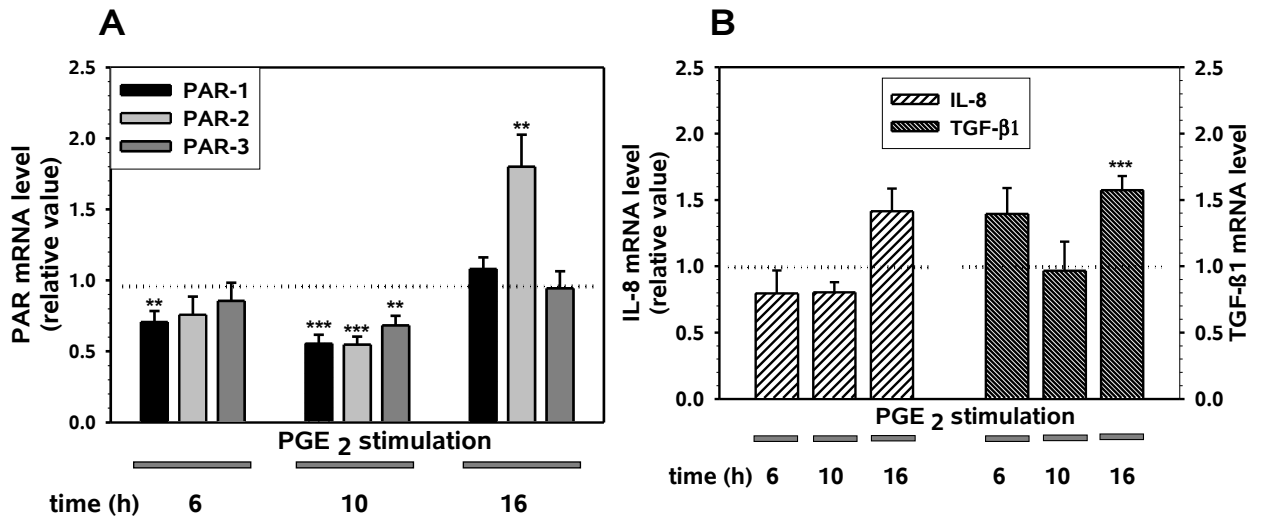 A
B
PAR mRNA level
(relative value)
2.5
2.0
1.5
1.0
0.5
0.0
PAR-1
PAR-2
PAR-3
**
***
***
**
**
PGE 2 stimulation
time (h) 6 10 16
IL-8 mRNA level
(relative value)
2.5
2.0
1.5
1.0
0.5
0.0
IL-8
TGF-β1
***
2.5
2.0
1.5
1.0
0.5
0.0
TGF-ß1 mRNA level
PGE 2 stimulation
time (h) 6 10 16 6 10 16